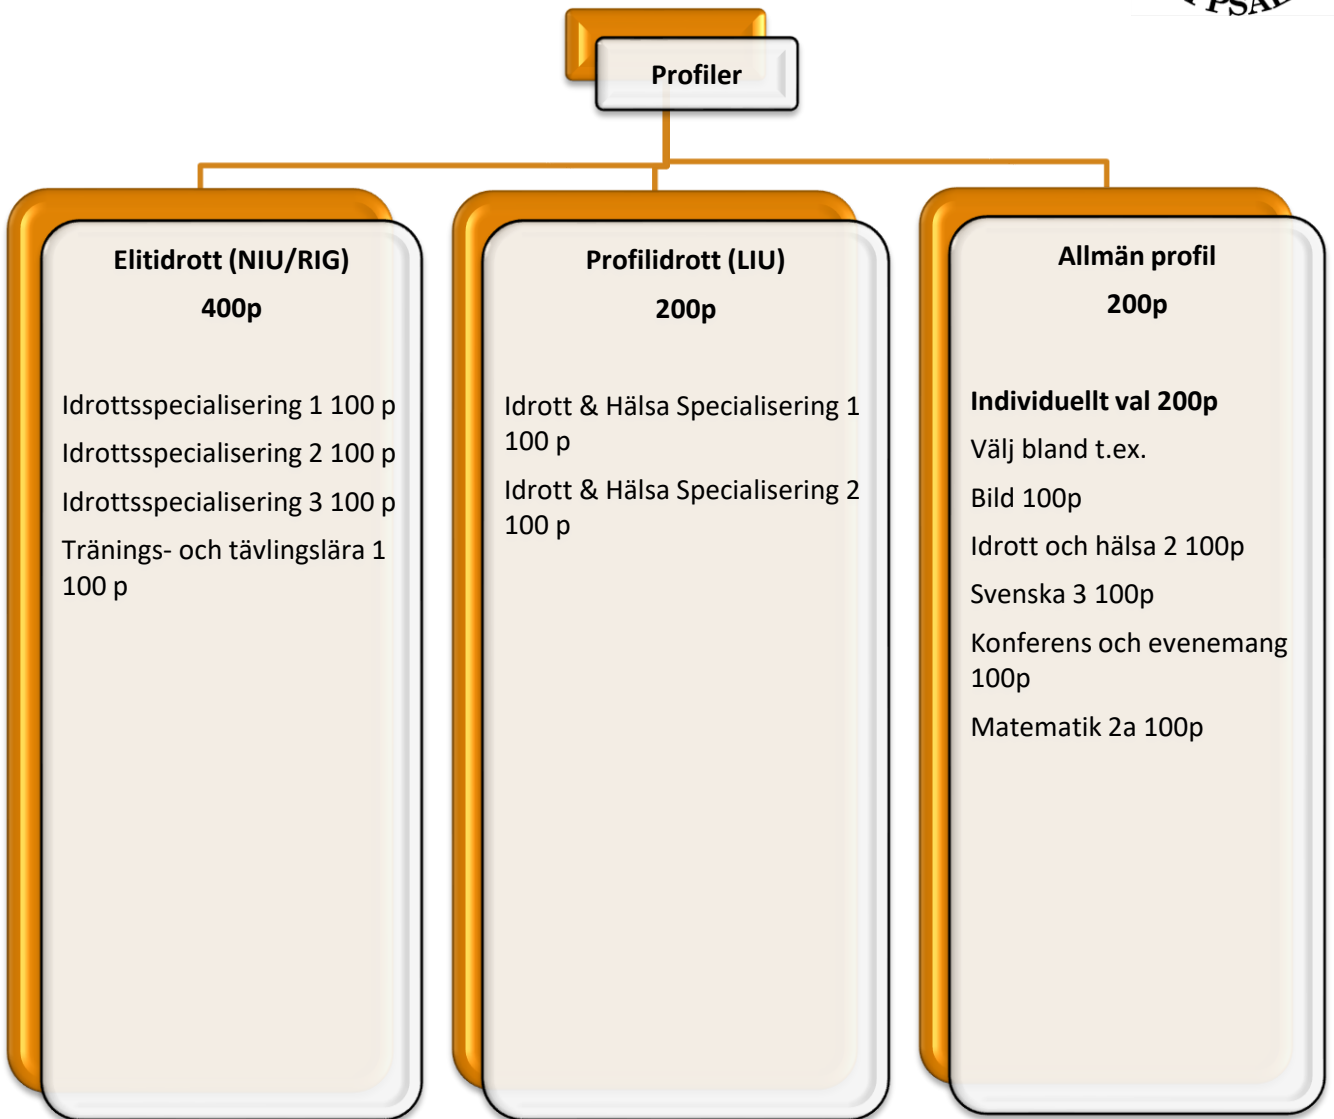 Profiler
Elitidrott (NIU/RIG)
400p
Idrottsspecialisering 1 100 p
Idrottsspecialisering 2 100 p
Idrottsspecialisering 3 100 p
Tränings- och tävlingslära 1
100 p
Profilidrott (LIU)
200p
Idrott & Hälsa Specialisering 1
100 p
Idrott & Hälsa Specialisering 2
100 p
Allmän profil
200p
Individuellt val 200p
Välj bland t.ex.
Bild 100p
Idrott och hälsa 2 100p
Svenska 3 100p
Konferens och evenemang
100p
Matematik 2a 100p